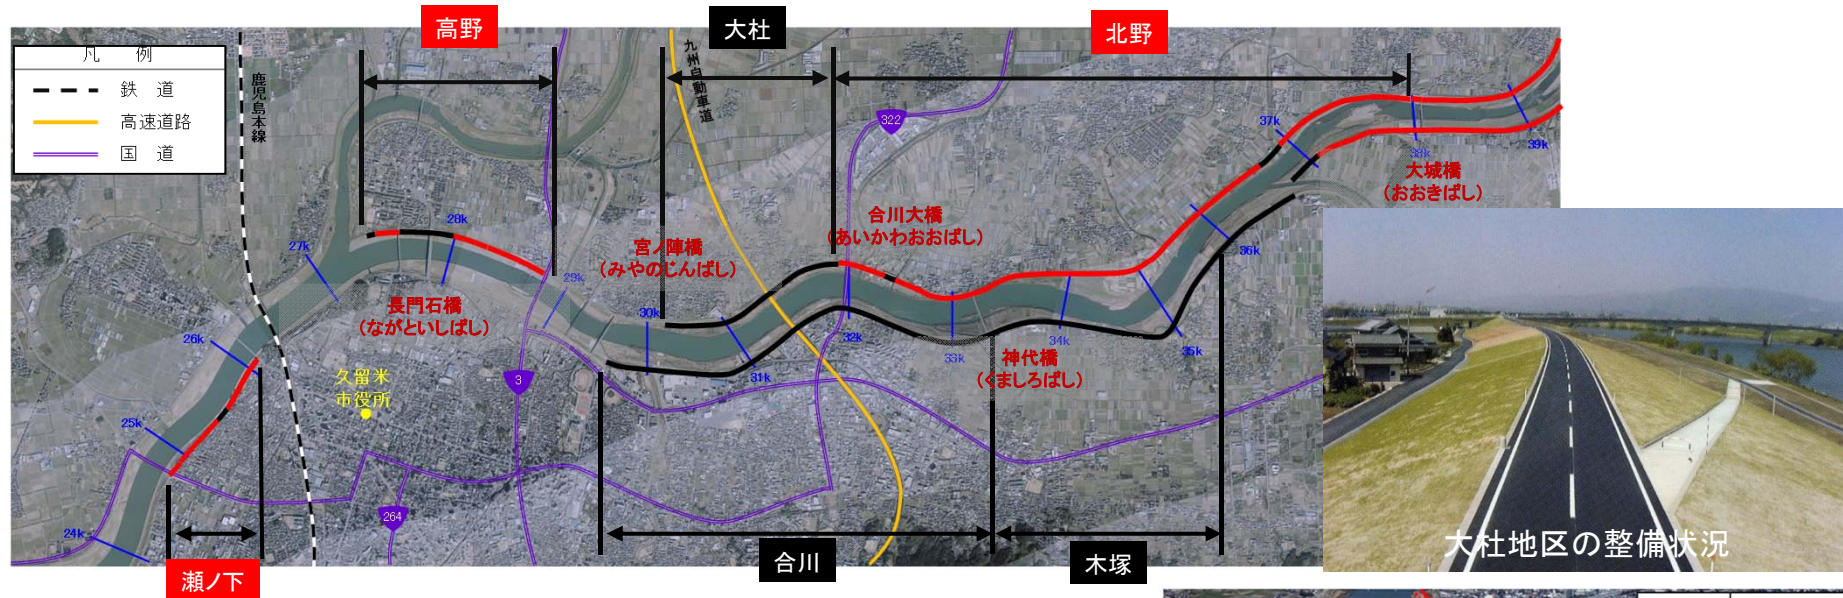 高野
大杜
北野
凡　例
鉄　道
高速道路
国　道
鹿児島本線
九州自動車道
322
37k
38k
39k
大城橋
（おおきばし）
合川大橋
（あいかわおおばし）
28k
27k
宮ノ陣橋
（みやのじんばし）
36k
29k
長門石橋
（ながといしばし）
30k
26k
32k
33k
34k
35k
神代橋
（くましろばし）
31k
久留米
市役所
3
25k
264
24k
大杜地区の整備状況
合川
木塚
瀬ノ下